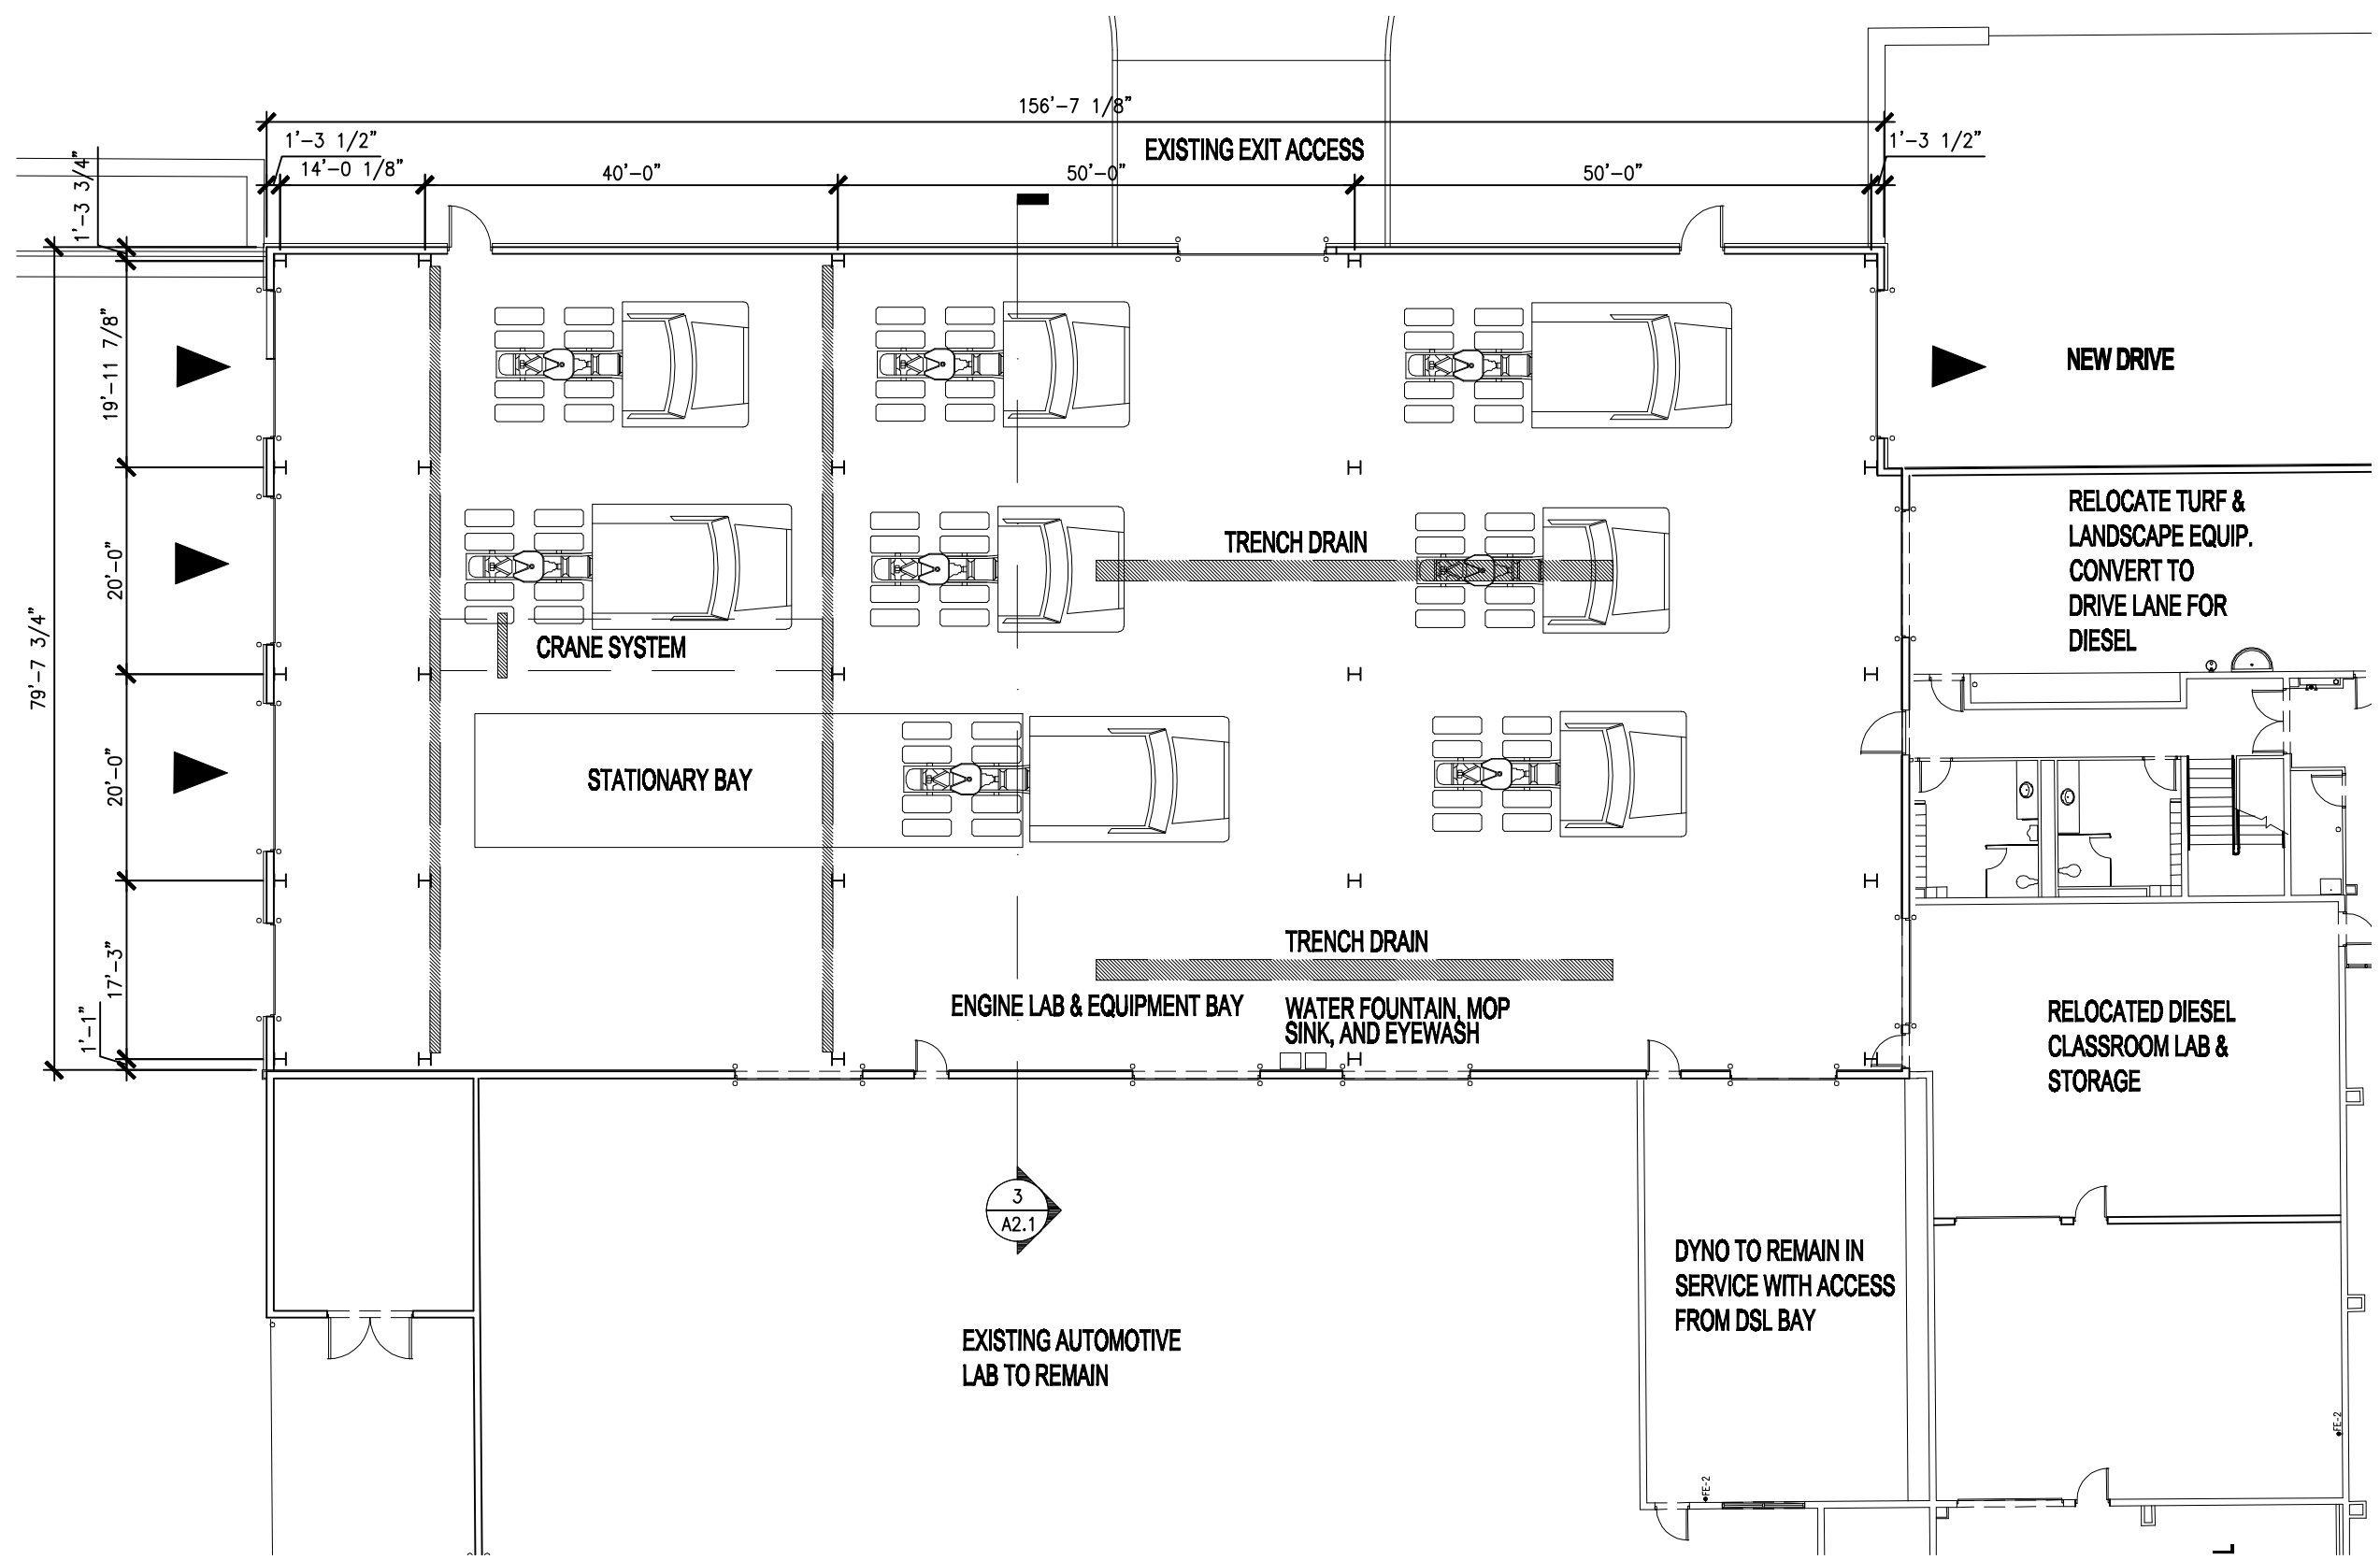 156'-7 1/8"
1'-3 1/2"
EXISTING EXIT ACCESS
1'-3 1/2"
14'-0 1/8"
40'-0"
50'-0"
50'-0"
1'-3 3/4"
19'-11 7/8"
NEW DRIVE
RELOCATE TURF &
LANDSCAPE EQUIP.
CONVERT TO
DRIVE LANE FOR
DIESEL
TRENCH DRAIN
20'-0"
79'-7 3/4"
CRANE SYSTEM
STATIONARY BAY
20'-0"
TRENCH DRAIN
17'-3"
1'-1"
ENGINE LAB & EQUIPMENT BAY
WATER FOUNTAIN, MOP
SINK, AND EYEWASH
RELOCATED DIESEL
CLASSROOM LAB &
STORAGE
3
A2.1
DYNO TO REMAIN IN
SERVICE WITH ACCESS
FROM DSL BAY
EXISTING AUTOMOTIVE
LAB TO REMAIN
FE-2
FE-2